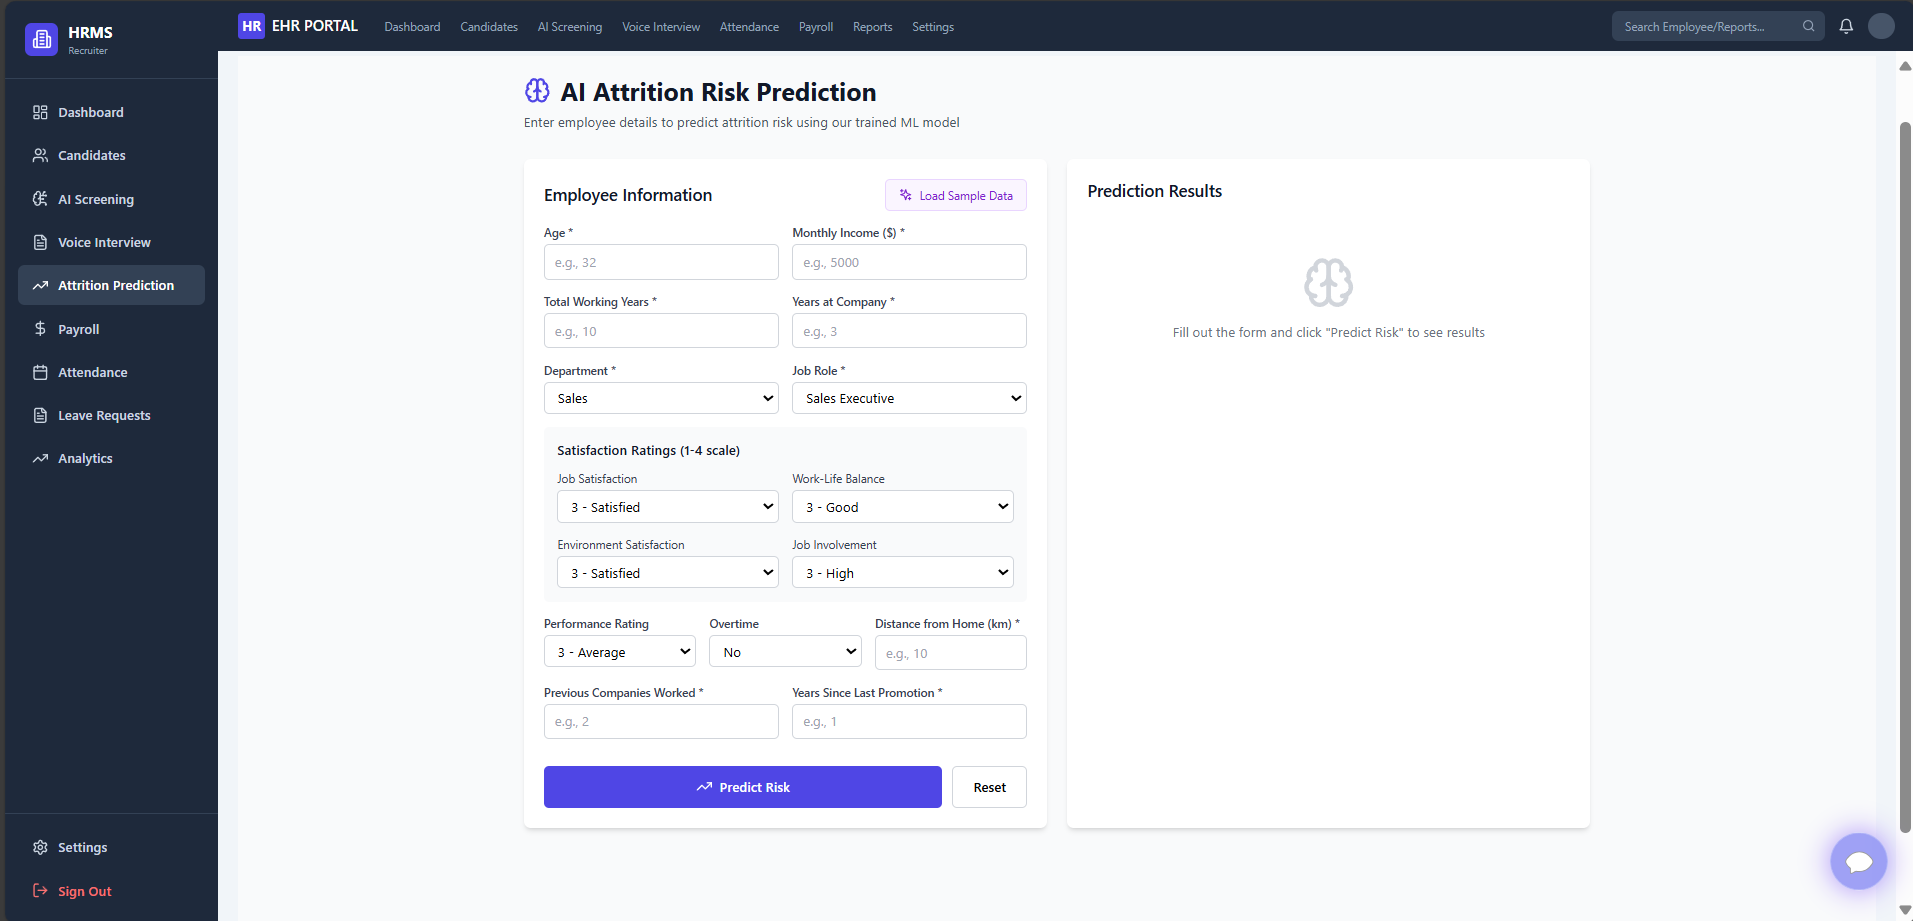 HRMS
Recruiter
HR EHR PORTAL Dashboard Candidates AI Screening Voice Interview Attendance Payroll Reports Settings Search Employee/Reports...
Dashboard
Candidates
AI Screening
Voice Interview
Attrition Prediction
Payroll
Attendance
Leave Requests
Analytics
Settings
Sign Out
AI Attrition Risk Prediction
Enter employee details to predict attrition risk using our trained ML model
Employee Information Load Sample Data
Age * Monthly Income ($) *
e.g., 32 e.g., 5000
Total Working Years * Years at Company *
e.g., 10 e.g., 3
Department * Job Role *
Sales Sales Executive
Satisfaction Ratings (1-4 scale)
Job Satisfaction Work-Life Balance
3 - Satisfied 3 - Good
Environment Satisfaction Job Involvement
3 - Satisfied 3 - High
Performance Rating Overtime Distance from Home (km) *
3 - Average No e.g., 10
Previous Companies Worked * Years Since Last Promotion *
e.g., 2 e.g., 1
Predict Risk Reset
Prediction Results
Fill out the form and click "Predict Risk" to see results